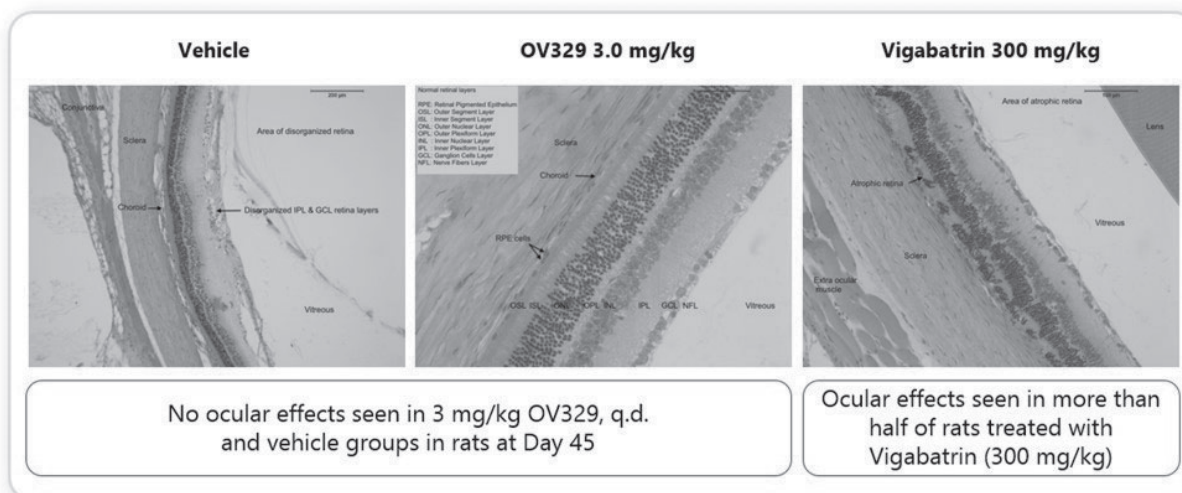 Vehicle
OV329 3.0 mg/kg
Vigabatrin 300 mg/kg
Conjunctiva
Sclera
Choroid
200 µm
Area of disorganized retina
Disorganized IPL & GCL retina layers
Vitreous
Normal retinal layers
RPE: Retinal Pigmented Epithelium
OSL: Outer Segment Layer
ISL : Inner Segment Layer
ONL: Outer Nuclear Layer
OPL: Outer Plexiform Layer
INL : Inner Nuclear Layer
IPL : Inner Plexiform Layer
GCL: Ganglion Cells Layer
NFL: Nerve Fibers Layer
Sclera
Choroid
RPE cells
OSL ISL ONL OPL INL IPL GCL NFL Vitreous
Area of atrophic retina
Lens
Atrophic retina
Vitreous
Sclera
Extra ocular
muscle
No ocular effects seen in 3 mg/kg OV329, q.d.
and vehicle groups in rats at Day 45
Ocular effects seen in more than
half of rats treated with
Vigabatrin (300 mg/kg)